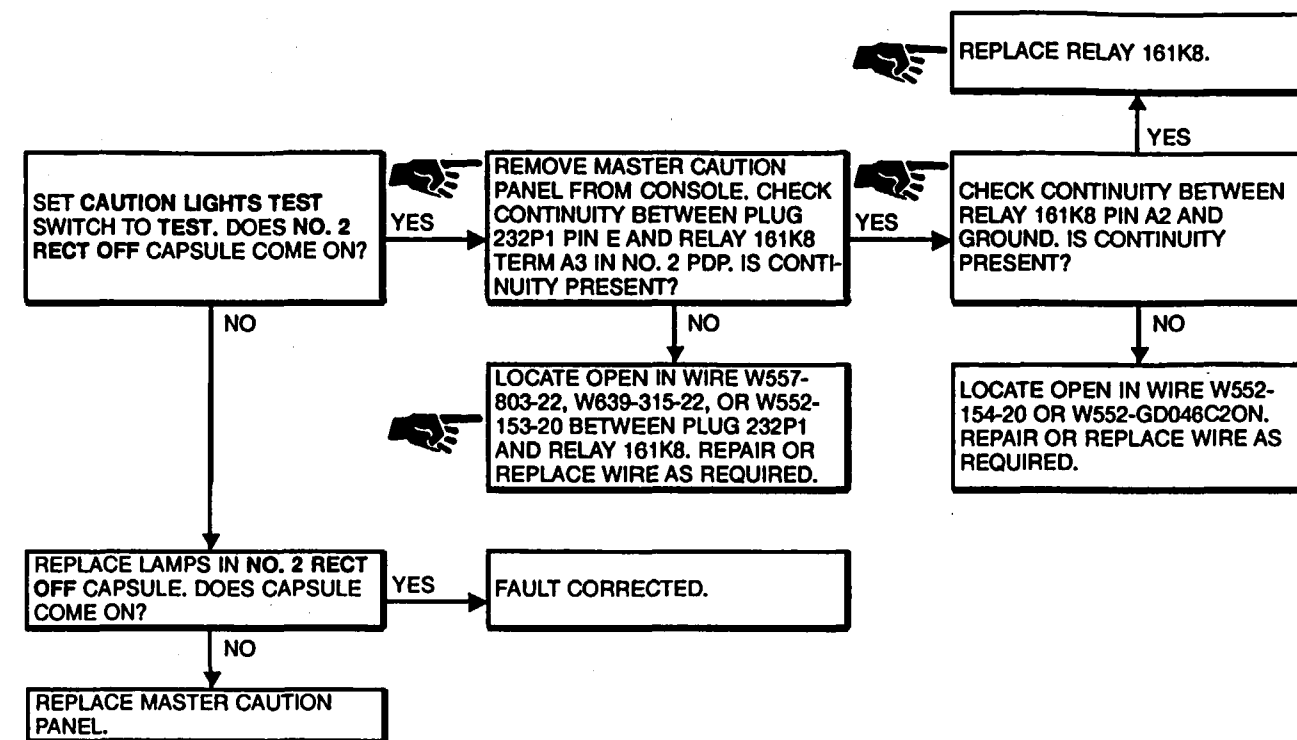 REPLACE RELAY 161K8.
YES
SET CAUTION LIGHTS TEST
SWITCH TO TEST. DOES NO. 2
RECT OFF CAPSULE COME ON?
YES
REMOVE MASTER CAUTION
PANEL FROM CONSOLE. CHECK
CONTINUITY BETWEEN PLUG
232P1 PIN E AND RELAY 161K8
TERM A3 IN NO. 2 PDP. IS CONTI-
NUITY PRESENT?
YES
CHECK CONTINUITY BETWEEN
RELAY 161K8 PIN A2 AND
GROUND. IS CONTINUITY
PRESENT?
NO
NO
NO
LOCATE OPEN IN WIRE W557-
803-22, W639-315-22, OR W552-
153-20 BETWEEN PLUG 232P1
AND RELAY 161K8. REPAIR OR
REPLACE WIRE AS REQUIRED.
LOCATE OPEN IN WIRE W552-
154-20 OR W552-GD046C2ON.
REPAIR OR REPLACE WIRE AS
REQUIRED.
REPLACE LAMPS IN NO. 2 RECT
OFF CAPSULE. DOES CAPSULE
COME ON?
YES
FAULT CORRECTED.
NO
REPLACE MASTER CAUTION
PANEL.